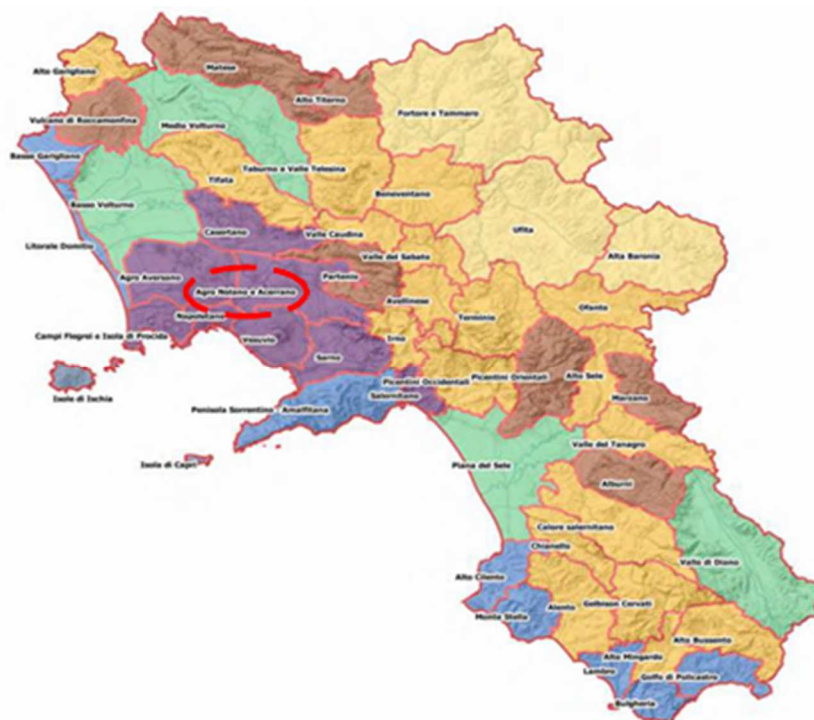 Matese
Alto Garigliano
Alto Titerno
Fortore e Tammaro
Vulcano di Roccamonfina
Medio Volturno
Basso Garigliano
Taburno e Valle Telesina
Tifata
Beneventano
Basso Volturno
Casertano
Valle Caudina
Ufita
Litorale Domitio
Valle del Sabato
Alta Baronia
Agro Aversano
Partenio
Agro Nolano e Acerrano
Avellinese
Ofanto
Napoletano
Terminio
Campi Flegrei e Isola di Procida
Vesuvio
Irno
Sarno
Picentini Occidentali
Picentini Orientali
Alto Sele
Isole di Ischia
Salernitano
Marzano
Penisola Sorrentino - Amalfitana
Valle del Tanagro
Isola di Capri
Piana del Sele
Alburni
Calore salernitano
Chianello
Vallo di Diano
Alto Cilento
Gelbison Cervati
Monte Stella
Alento
Alto Bussento
Alto Mingardo
Lambro
Golfo di Policastro
Bulgheria